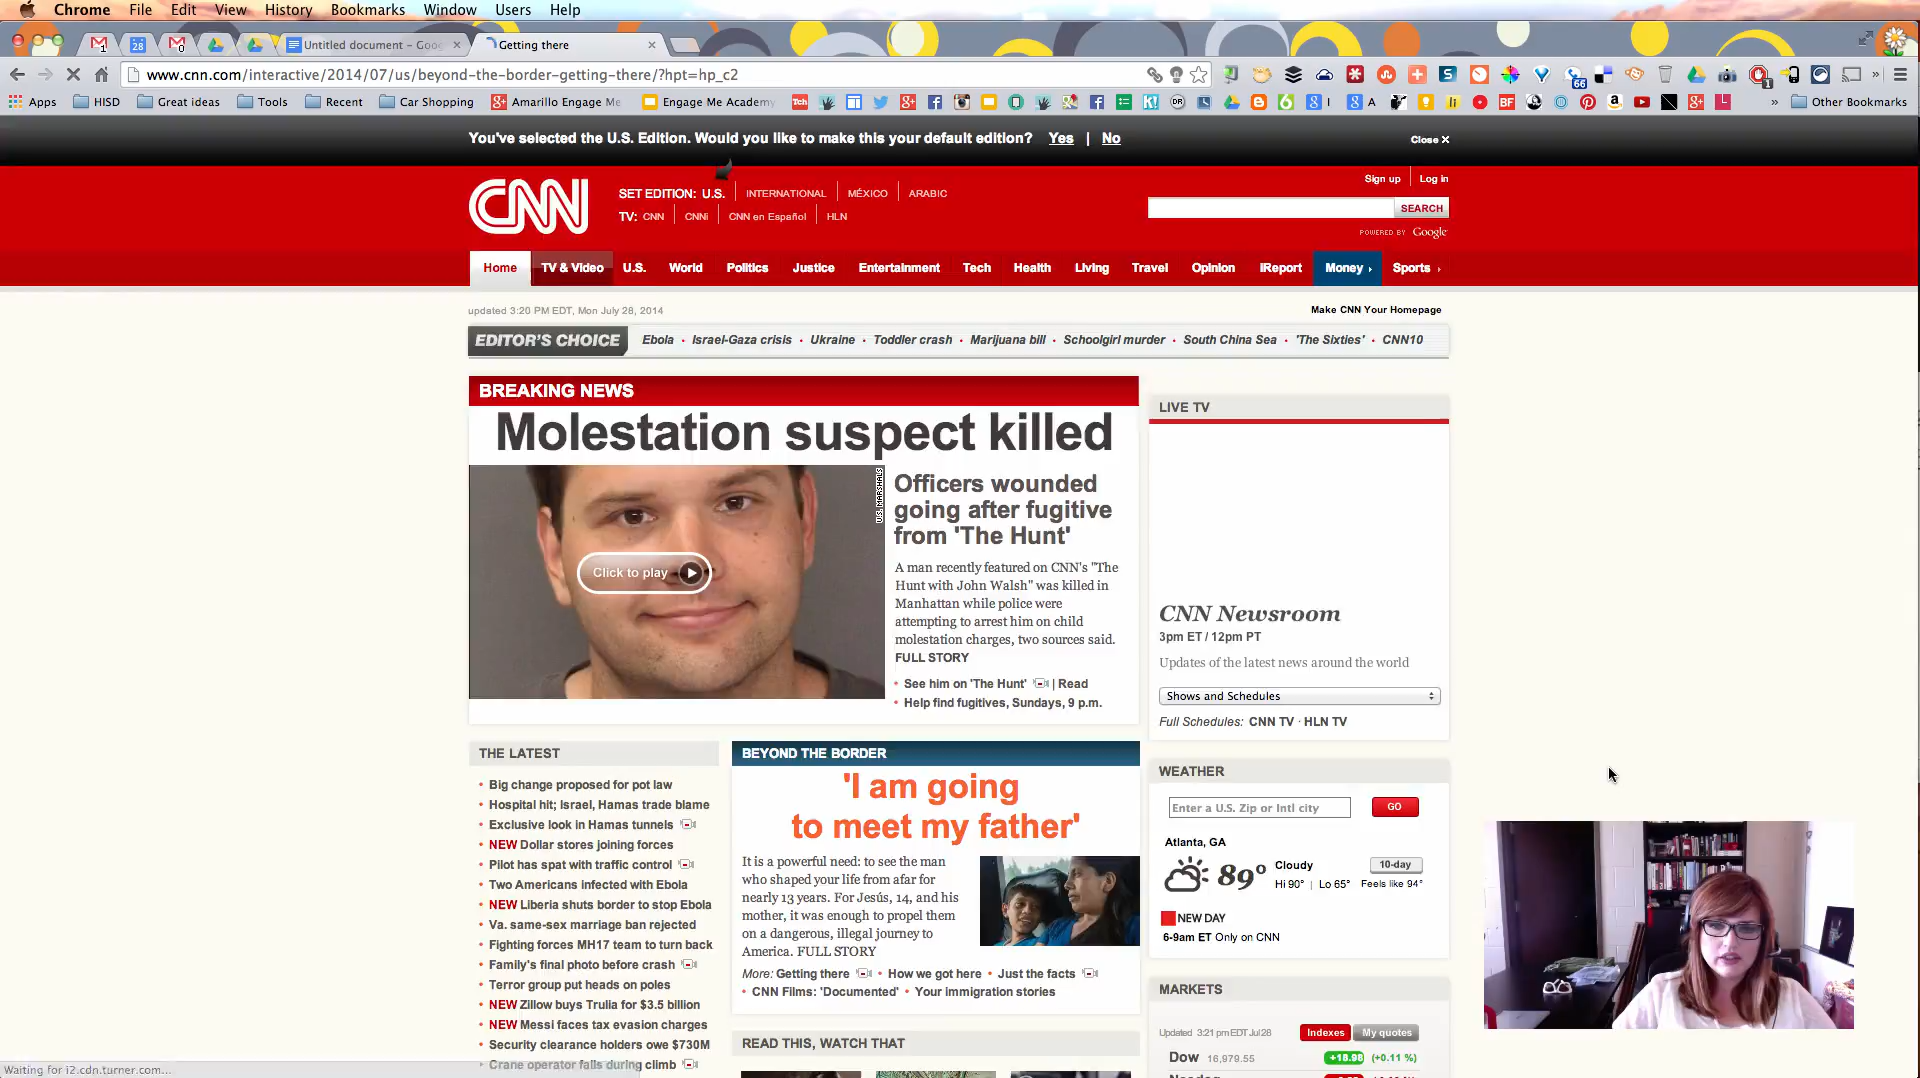 Chrome File Edit View History Bookmarks Window Users Help
Untitled document – Goo
Getting there
www.cnn.com/interactive/2014/07/us/beyond-the-border-getting-there/?hpt=hp_c2
Apps HISD Great ideas Tools Recent Car Shopping Amarillo Engage Me Engage Me Academy Other Bookmarks
You've selected the U.S. Edition. Would you like to make this your default edition? Yes | No
Close X
CNN
SET EDITION: U.S. INTERNATIONAL MÉXICO ARABIC
TV: CNN CNNi CNN en Español HLN
Sign up Log in
SEARCH
POWERED BY Google
Home TV & Video U.S. World Politics Justice Entertainment Tech Health Living Travel Opinion iReport Money Sports
updated 3:20 PM EDT, Mon July 28, 2014
Make CNN Your Homepage
EDITOR'S CHOICE Ebola • Israel-Gaza crisis • Ukraine • Toddler crash • Marijuana bill • Schoolgirl murder • South China Sea • 'The Sixties' • CNN10
BREAKING NEWS
Molestation suspect killed
U.S. MARSHALS
Click to play
Officers wounded
going after fugitive
from 'The Hunt'
A man recently featured on CNN's "The
Hunt with John Walsh" was killed in
Manhattan while police were
attempting to arrest him on child
molestation charges, two sources said.
FULL STORY
• See him on 'The Hunt' | Read
• Help find fugitives, Sundays, 9 p.m.
LIVE TV
CNN Newsroom
3pm ET / 12pm PT
Updates of the latest news around the world
Shows and Schedules
Full Schedules: CNN TV · HLN TV
THE LATEST
• Big change proposed for pot law
• Hospital hit; Israel, Hamas trade blame
• Exclusive look in Hamas tunnels
• NEW Dollar stores joining forces
• Pilot has spat with traffic control
• Two Americans infected with Ebola
• NEW Liberia shuts border to stop Ebola
• Va. same-sex marriage ban rejected
• Fighting forces MH17 team to turn back
• Family's final photo before crash
• Terror group put heads on poles
• NEW Zillow buys Trulia for $3.5 billion
• NEW Messi faces tax evasion charges
• Security clearance holders owe $730M
• Crane operator falls during climb
BEYOND THE BORDER
'I am going
to meet my father'
It is a powerful need: to see the man
who shaped your life from afar for
nearly 13 years. For Jesús, 14, and his
mother, it was enough to propel them
on a dangerous, illegal journey to
America. FULL STORY
More: Getting there • How we got here • Just the facts
• CNN Films: 'Documented' • Your immigration stories
READ THIS, WATCH THAT
WEATHER
Enter a U.S. Zip or Intl city GO
Atlanta, GA
89° Cloudy 10-day
Hi 90° | Lo 65° Feels like 94°
NEW DAY
6-9am ET Only on CNN
MARKETS
Updated 3:21 pm EDT Jul 28 Indexes My quotes
Dow 16,979.55 +18.98 (+0.11 %)
Waiting for i2.cdn.turner.com...